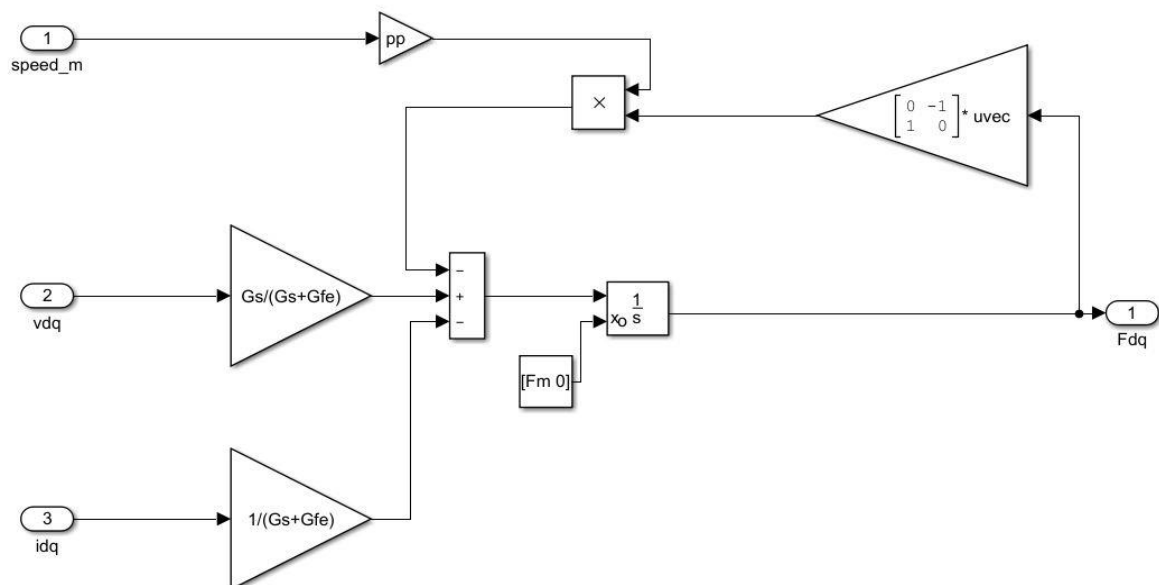 1
speed_m
pp
×
0 -1
1 0
* uvec
2
vdq
Gs/(Gs+Gfe)
−
+
−
1
x₀ s
[Fm 0]
1
Fdq
3
idq
1/(Gs+Gfe)